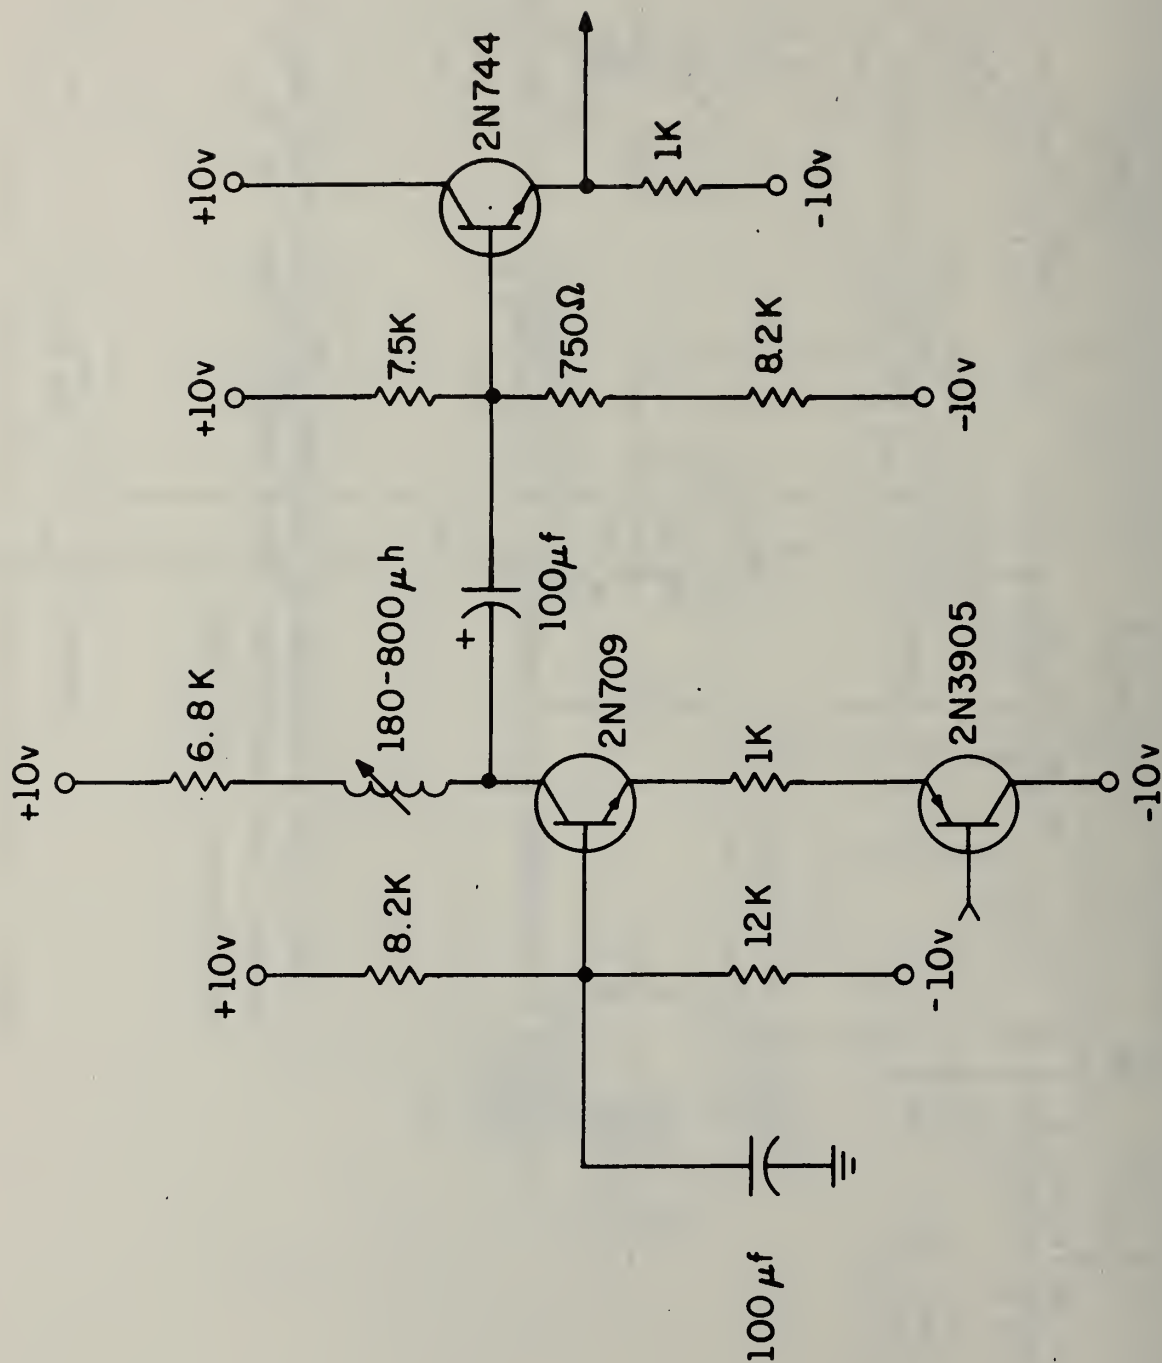 +10v
6.8K
180-800μh
+10v
8.2K
+
100μf
2N709
1K
12K
-10v
2N3905
-10v
100μf
+10v
7.5K
750Ω
8.2K
-10v
+10v
2N744
1K
-10v